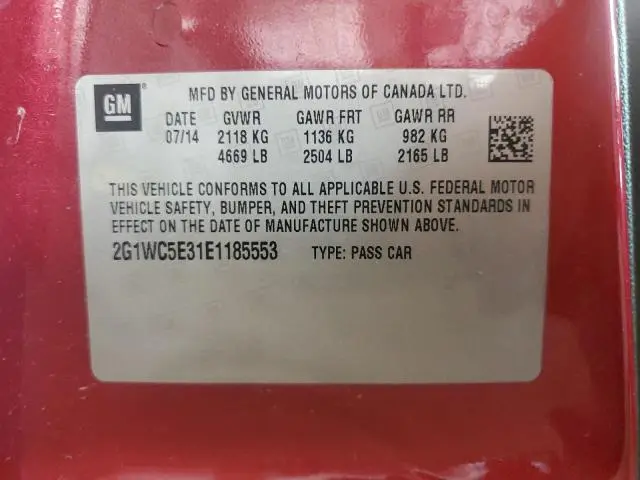 GM ® MFD BY GENERAL MOTORS OF CANADA LTD.
DATE GVWR GAWR FRT GAWR RR
07/14 2118 KG 1136 KG 982 KG
4669 LB 2504 LB 2165 LB
THIS VEHICLE CONFORMS TO ALL APPLICABLE U.S. FEDERAL MOTOR
VEHICLE SAFETY, BUMPER, AND THEFT PREVENTION STANDARDS IN
EFFECT ON THE DATE OF MANUFACTURE SHOWN ABOVE.
2G1WC5E31E1185553 TYPE: PASS CAR